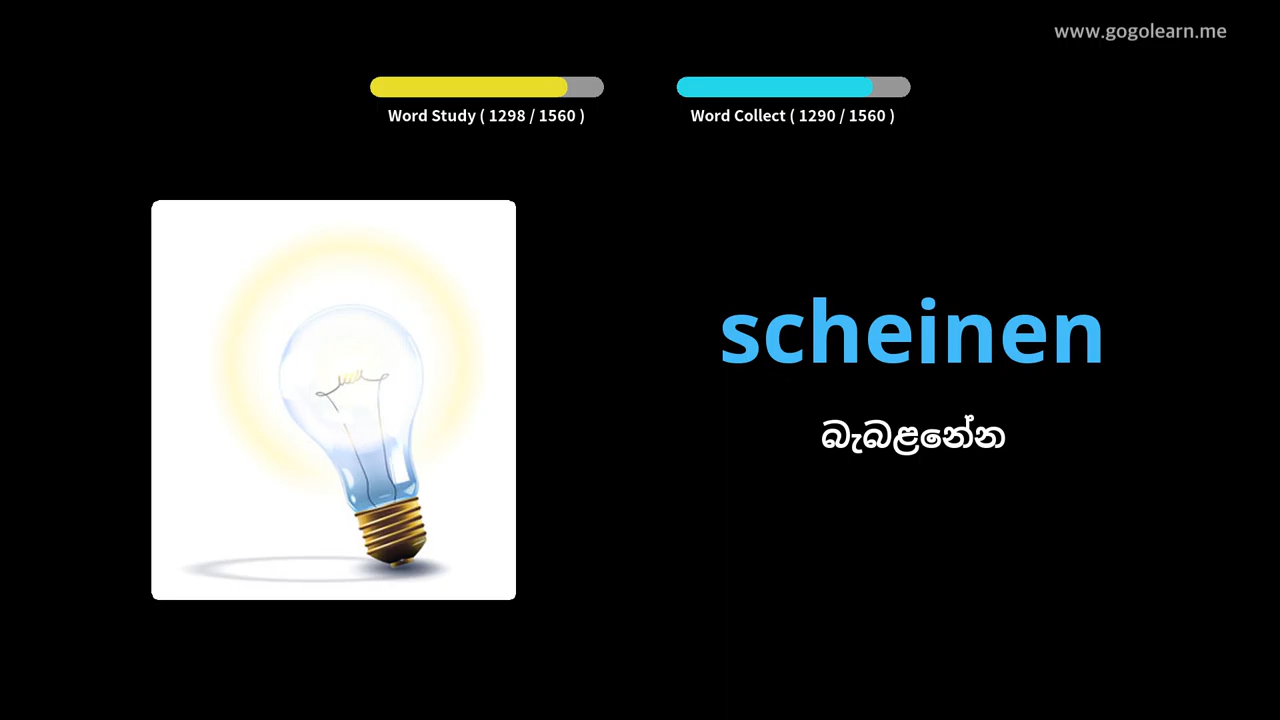 www.gogolearn.me
Word Study ( 1298 / 1560 )
Word Collect ( 1290 / 1560 )
scheinen
බැබළනේන